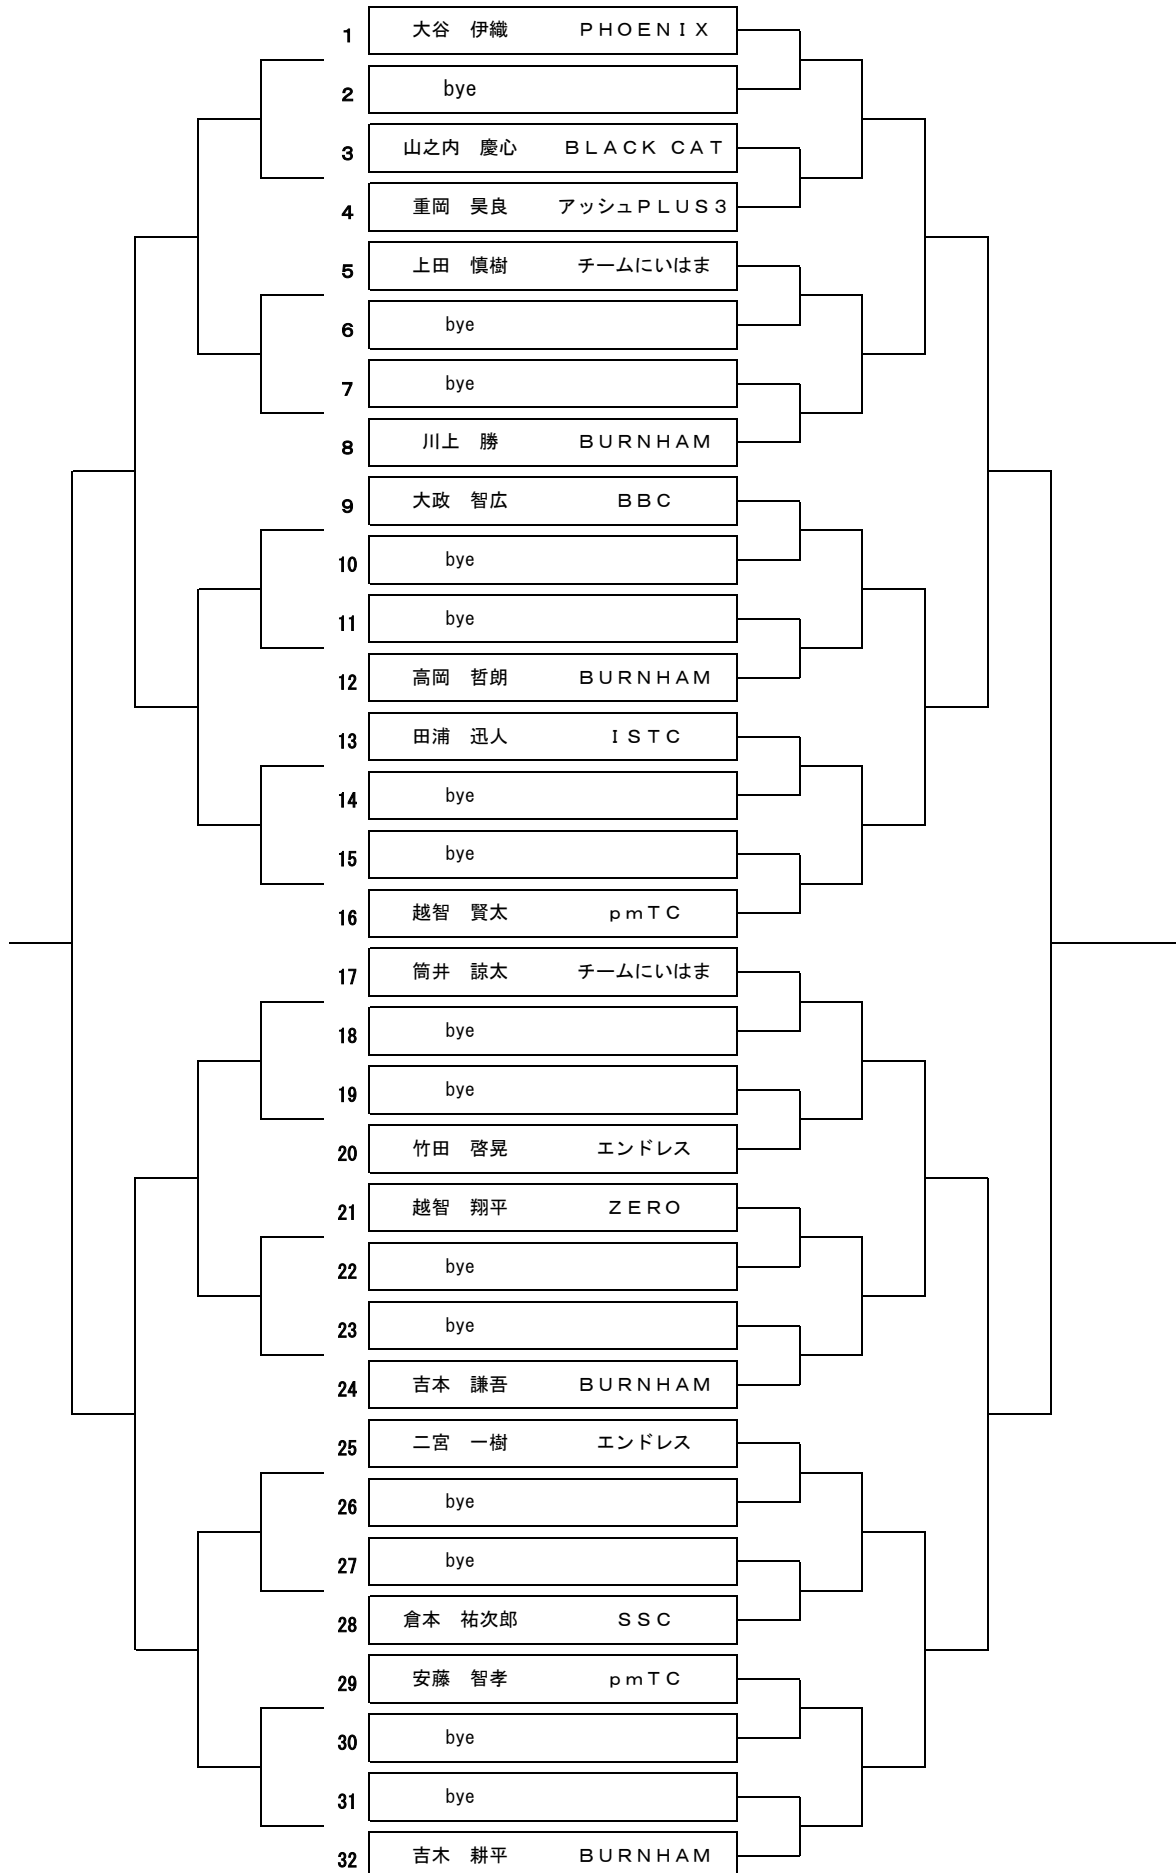 1 大谷　伊織 ＰＨＯＥＮＩＸ
2 bye
3 山之内　慶心 ＢＬＡＣＫ ＣＡＴ
4 重岡　昊良 アッシュＰＬＵＳ３
5 上田　慎樹 チームにいはま
6 bye
7 bye
8 川上　勝 ＢＵＲＮＨＡＭ
9 大政　智広 ＢＢＣ
10 bye
11 bye
12 高岡　哲朗 ＢＵＲＮＨＡＭ
13 田浦　迅人 ＩＳＴＣ
14 bye
15 bye
16 越智　賢太 ｐｍＴＣ
17 筒井　諒太 チームにいはま
18 bye
19 bye
20 竹田　啓晃 エンドレス
21 越智　翔平 ＺＥＲＯ
22 bye
23 bye
24 吉本　謙吾 ＢＵＲＮＨＡＭ
25 二宮　一樹 エンドレス
26 bye
27 bye
28 倉本　祐次郎 ＳＳＣ
29 安藤　智孝 ｐｍＴＣ
30 bye
31 bye
32 吉木　耕平 ＢＵＲＮＨＡＭ